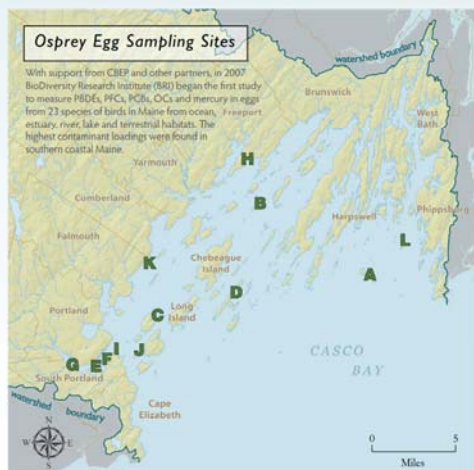 Osprey Egg Sampling Sites
With support from CBEP and other partners, in 2007
BioDiversity Research Institute (BRI) began the first study
to measure PBDEs, PFCs, PCBs, OCs and mercury in eggs
from 23 species of birds in Maine from ocean,
estuary, river, lake and terrestrial habitats. The
highest contaminant loadings were found in
southern coastal Maine.
watershed boundary
Brunswick
Freeport
West
Bath
Yarmouth
H
B
Cumberland
Harpswell
Phippsburg
Falmouth
L
K
Chebeague
Island
A
D
Portland
Long
Island
C
I
J
F
E
G
CASCO
BAY
South Portland
watershed boundary
Cape
Elizabeth
N
W
E
S
0
5
Miles